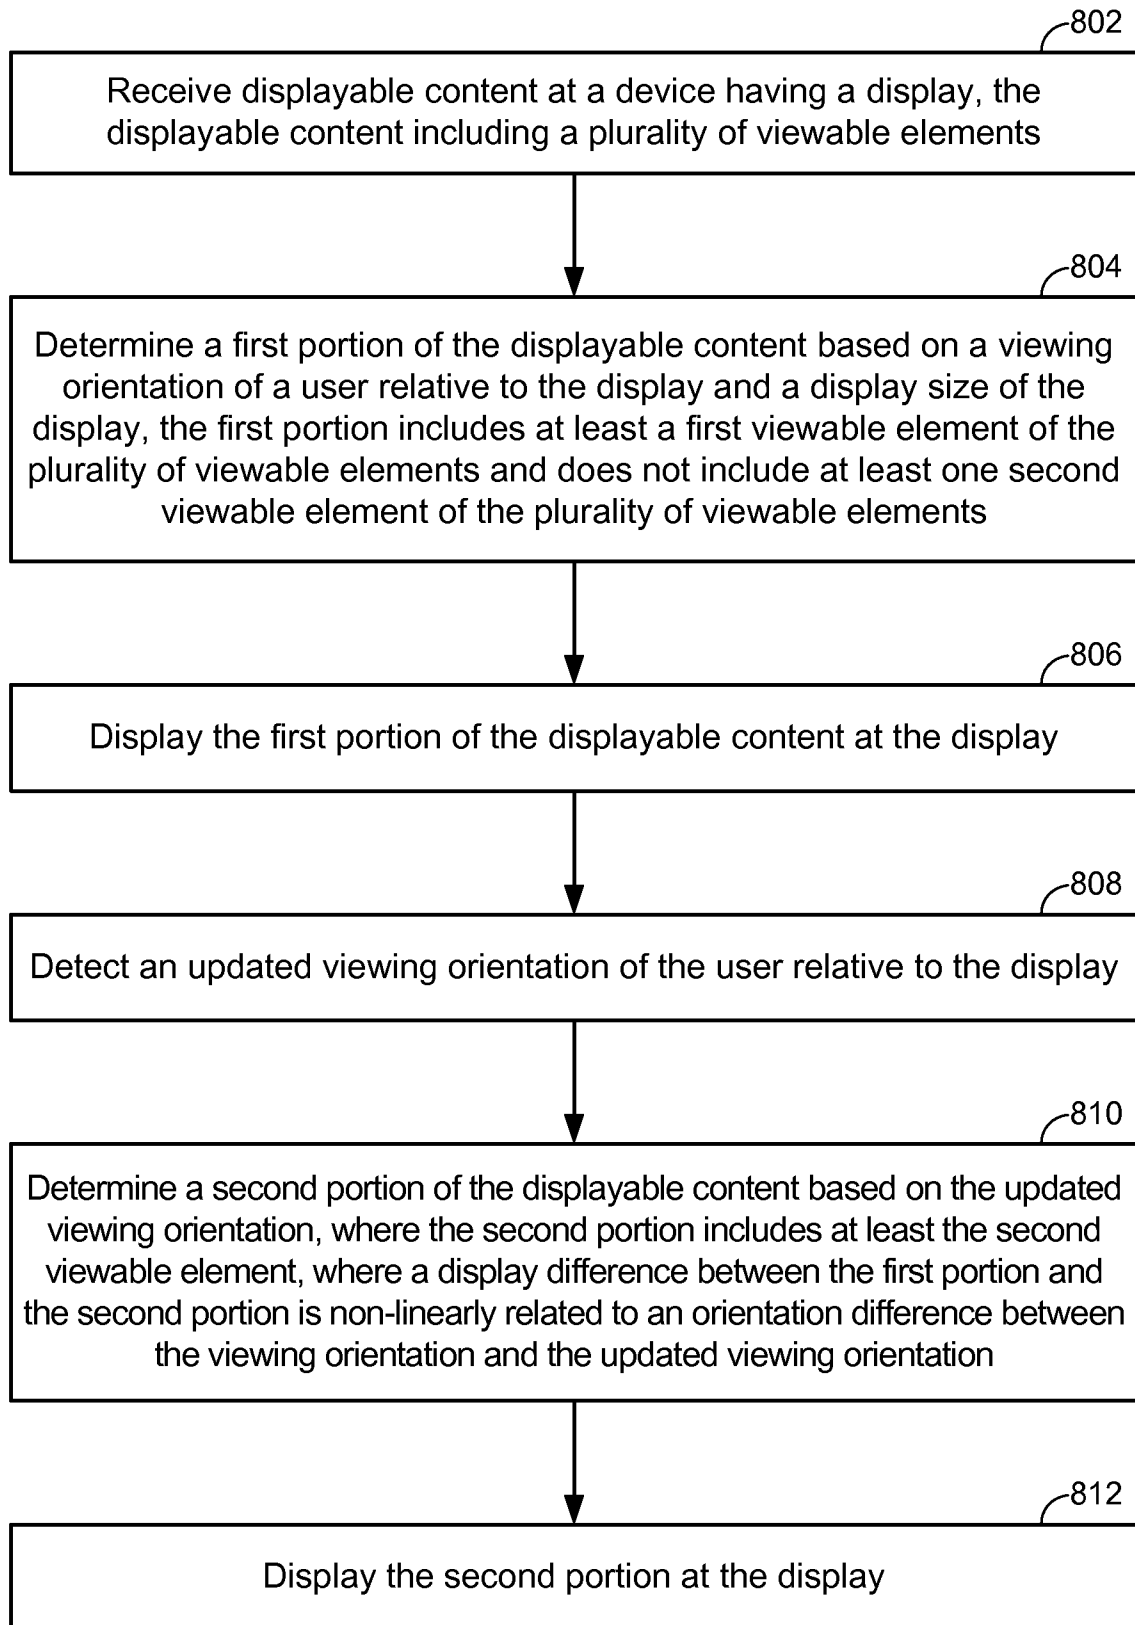 802
Receive displayable content at a device having a display, the
displayable content including a plurality of viewable elements
804
Determine a first portion of the displayable content based on a viewing
orientation of a user relative to the display and a display size of the
display, the first portion includes at least a first viewable element of the
plurality of viewable elements and does not include at least one second
viewable element of the plurality of viewable elements
806
Display the first portion of the displayable content at the display
808
Detect an updated viewing orientation of the user relative to the display
810
Determine a second portion of the displayable content based on the updated
viewing orientation, where the second portion includes at least the second
viewable element, where a display difference between the first portion and
the second portion is non-linearly related to an orientation difference between
the viewing orientation and the updated viewing orientation
812
Display the second portion at the display